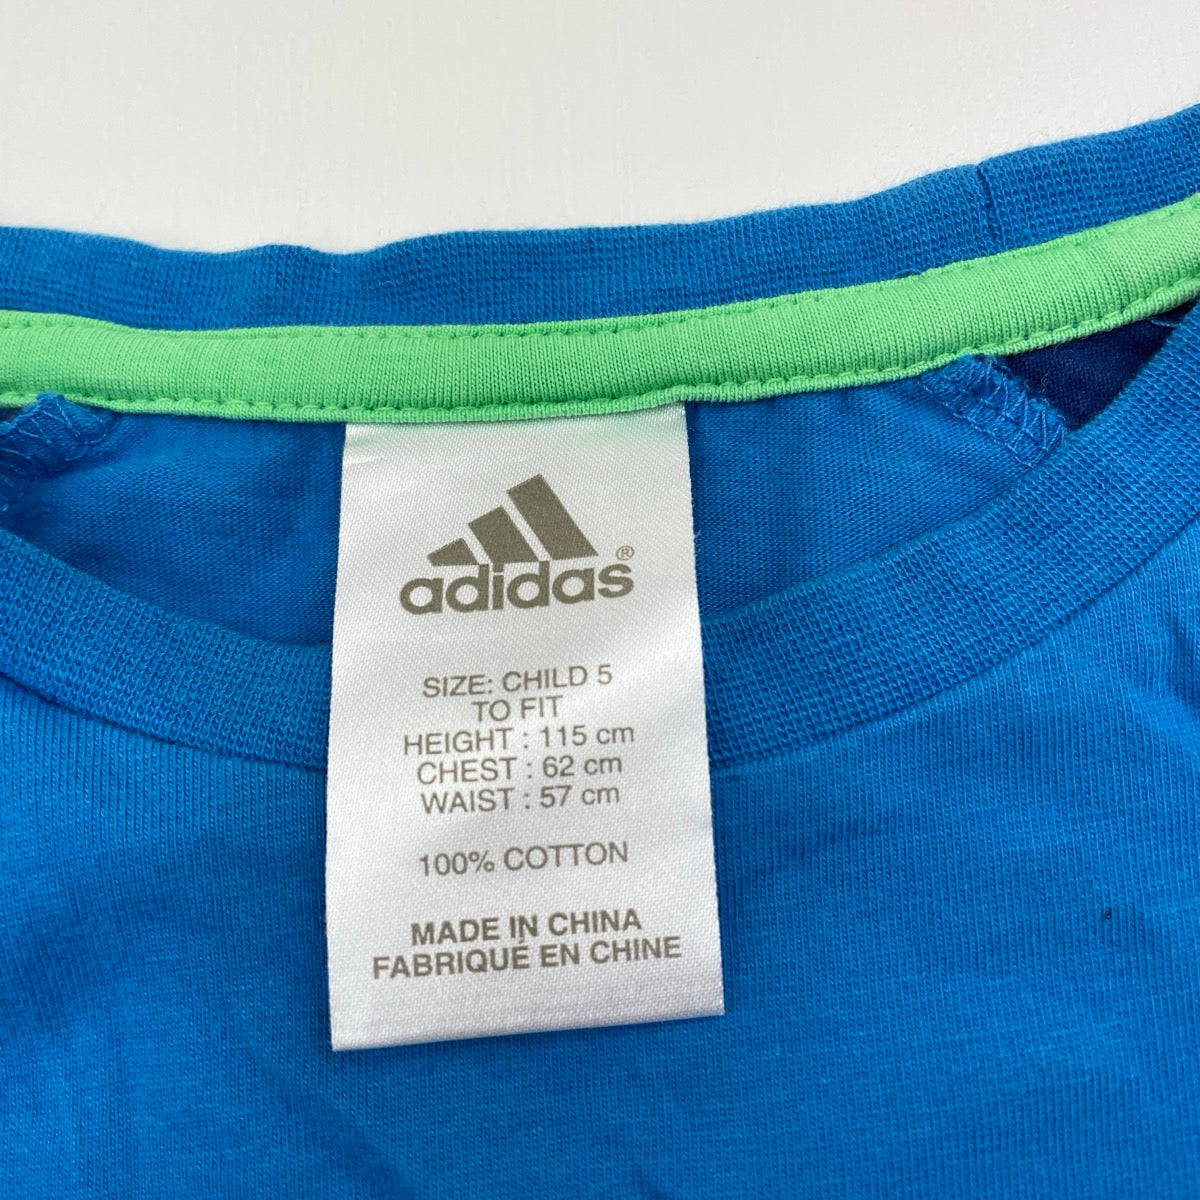 adidas®
SIZE: CHILD 5
TO FIT
HEIGHT : 115 cm
CHEST : 62 cm
WAIST : 57 cm
100% COTTON
MADE IN CHINA
FABRIQUÉ EN CHINE